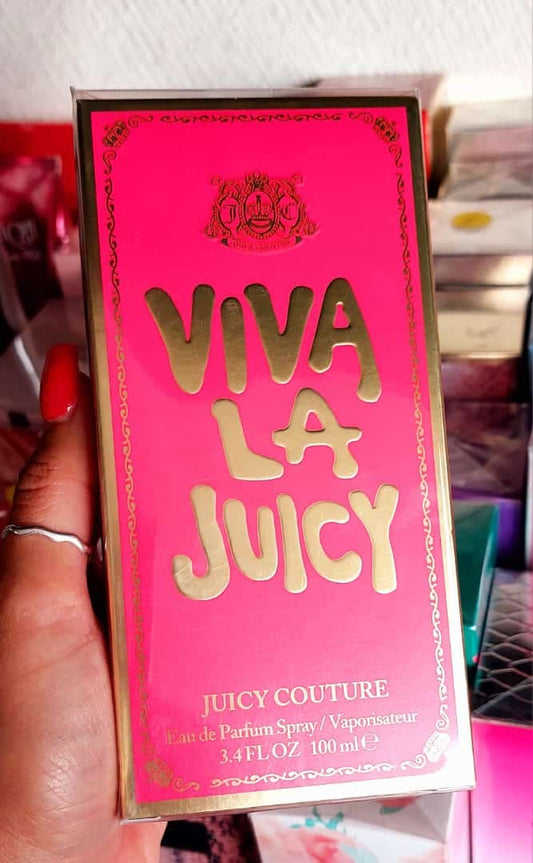 VIVA
LA
JUICY
JUICY COUTURE
Eau de Parfum Spray / Vaporisateur
3.4 FL OZ 100 ml ℮